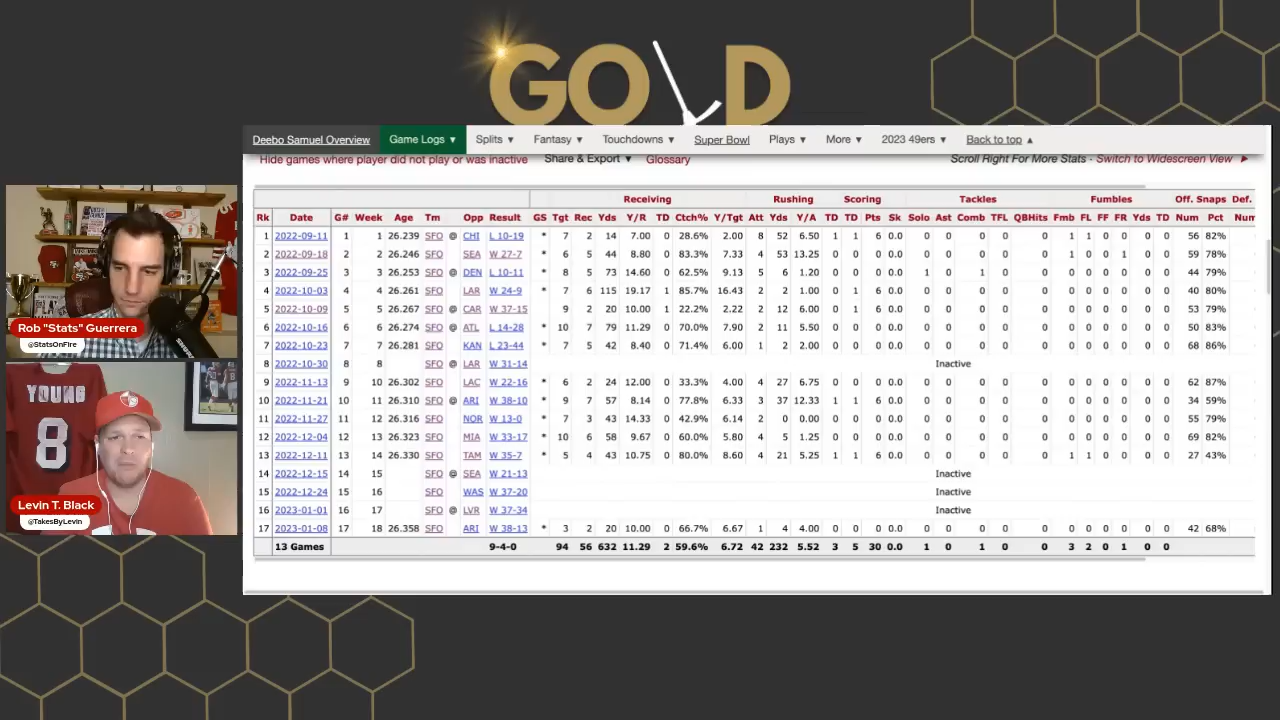 GOLD
Deebo Samuel Overview Game Logs ▼ Splits ▼ Fantasy ▼ Touchdowns ▼ Super Bowl Plays ▼ More ▼ 2023 49ers ▼ Back to top ▲
Hide games where player did not play or was inactive Share & Export ▼ Glossary Scroll Right For More Stats · Switch to Widescreen View ►
Receiving Rushing Scoring Tackles Fumbles Off. Snaps Def.
Rk Date G# Week Age Tm Opp Result GS Tgt Rec Yds Y/R TD Ctch% Y/Tgt Att Yds Y/A TD TD Pts Sk Solo Ast Comb TFL QBHits Fmb FL FF FR Yds TD Num Pct Num
1 2022-09-11 1 1 26.239 SFO @ CHI L 10-19 * 7 2 14 7.00 0 28.6% 2.00 8 52 6.50 1 1 6 0.0 0 0 0 0 0 1 1 0 0 0 0 56 82%
2 2022-09-18 2 2 26.246 SFO SEA W 27-7 * 6 5 44 8.80 0 83.3% 7.33 4 53 13.25 0 0 0 0.0 0 0 0 0 0 1 0 0 1 0 0 59 78%
3 2022-09-25 3 3 26.253 SFO @ DEN L 10-11 * 8 5 73 14.60 0 62.5% 9.13 5 6 1.20 0 0 0 0.0 1 0 1 0 0 0 0 0 0 0 0 44 79%
4 2022-10-03 4 4 26.261 SFO LAR W 24-9 * 7 6 115 19.17 1 85.7% 16.43 2 2 1.00 0 1 6 0.0 0 0 0 0 0 0 0 0 0 0 0 40 80%
5 2022-10-09 5 5 26.267 SFO @ CAR W 37-15 9 2 20 10.00 1 22.2% 2.22 2 12 6.00 0 1 6 0.0 0 0 0 0 0 0 0 0 0 0 0 53 79%
6 2022-10-16 6 6 26.274 SFO @ ATL L 14-28 * 10 7 79 11.29 0 70.0% 7.90 2 11 5.50 0 0 0 0.0 0 0 0 0 0 0 0 0 0 0 0 50 83%
7 2022-10-23 7 7 26.281 SFO KAN L 23-44 * 7 5 42 8.40 0 71.4% 6.00 1 2 2.00 0 0 0 0.0 0 0 0 0 0 0 0 0 0 0 0 68 86%
8 2022-10-30 8 8 SFO @ LAR W 31-14 Inactive
9 2022-11-13 9 10 26.302 SFO LAC W 22-16 * 6 2 24 12.00 0 33.3% 4.00 4 27 6.75 0 0 0 0.0 0 0 0 0 0 0 0 0 0 0 0 62 87%
10 2022-11-21 10 11 26.310 SFO @ ARI W 38-10 * 9 7 57 8.14 0 77.8% 6.33 3 37 12.33 1 1 6 0.0 0 0 0 0 0 0 0 0 0 0 0 34 59%
11 2022-11-27 11 12 26.316 SFO NOR W 13-0 * 7 3 43 14.33 0 42.9% 6.14 2 0 0.00 0 0 0 0.0 0 0 0 0 0 0 0 0 0 0 0 55 79%
12 2022-12-04 12 13 26.323 SFO MIA W 33-17 * 10 6 58 9.67 0 60.0% 5.80 4 5 1.25 0 0 0 0.0 0 0 0 0 0 0 0 0 0 0 0 69 82%
13 2022-12-11 13 14 26.330 SFO TAM W 35-7 * 5 4 43 10.75 0 80.0% 8.60 4 21 5.25 1 1 6 0.0 0 0 0 0 0 1 1 0 0 0 0 27 43%
14 2022-12-15 14 15 SFO @ SEA W 21-13 Inactive
15 2022-12-24 15 16 SFO WAS W 37-20 Inactive
16 2023-01-01 16 17 SFO @ LVR W 37-34 Inactive
17 2023-01-08 17 18 26.358 SFO ARI W 38-13 * 3 2 20 10.00 0 66.7% 6.67 1 4 4.00 0 0 0 0.0 0 0 0 0 0 0 0 0 0 0 0 42 68%
13 Games 9-4-0 94 56 632 11.29 2 59.6% 6.72 42 232 5.52 3 5 30 0.0 1 0 1 0 0 3 2 0 1 0 0
Rob "Stats" Guerrera
@StatsOnFire
YOUNG
8
Levin T. Black
@TakesByLevin